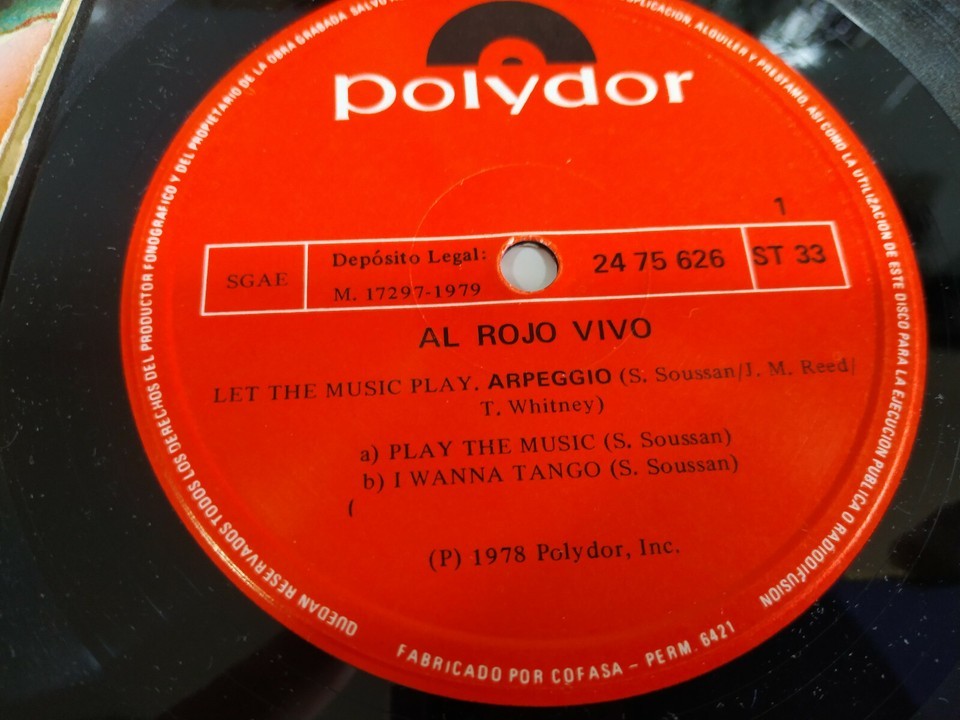 polydor
1
SGAE
Depósito Legal:
M. 17297-1979
24 75 626
ST 33
AL ROJO VIVO
LET THE MUSIC PLAY. ARPEGGIO (S. Soussan/J. M. Reed/
T. Whitney)
a) PLAY THE MUSIC (S. Soussan)
b) I WANNA TANGO (S. Soussan)
(
(P) 1978 Polydor, Inc.
QUEDAN RESERVADOS TODOS LOS DERECHOS DEL PRODUCTOR FONOGRAFICO Y DEL PROPIETARIO DE LA OBRA GRABADA SALVO
PLICACION, ALQUILER Y PRESTAMO, ASI COMO LA UTILIZACION DE ESTE DISCO PARA LA EJECUCION PUBLICA O RADIODIFUSION
FABRICADO POR COFASA - PERM. 6421